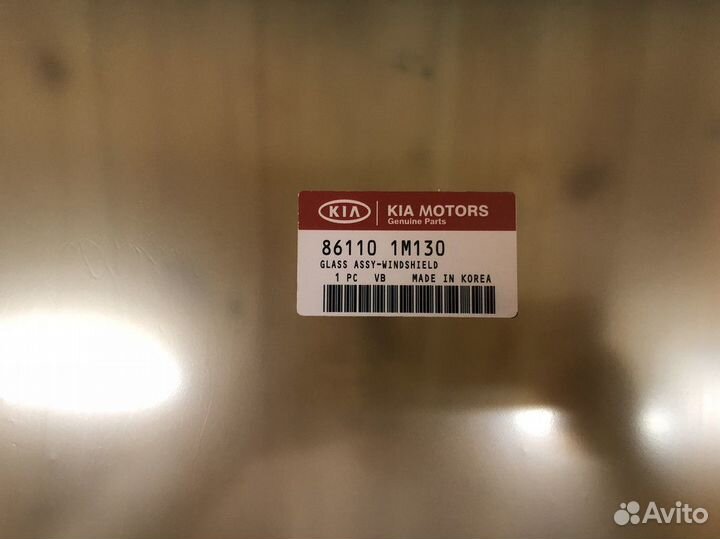 KIA KIA MOTORS
Genuine Parts
86110 1M130
GLASS ASSY-WINDSHIELD
1 PC VB MADE IN KOREA
Avito